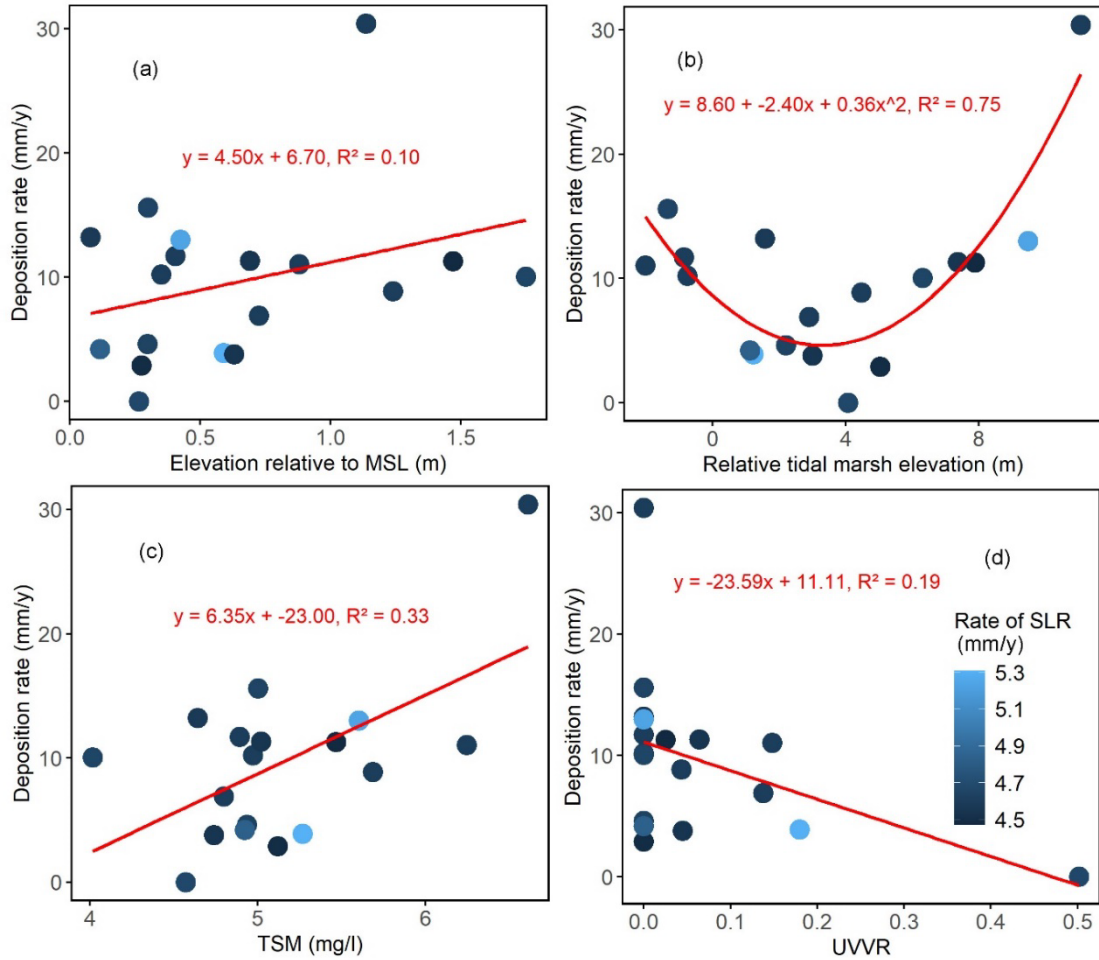 30
20
10
0
Deposition rate (mm/y)
(a)
y = 4.50x + 6.70, R² = 0.10
0.0 0.5 1.0 1.5
Elevation relative to MSL (m)
30
20
10
0
Deposition rate (mm/y)
(b)
y = 8.60 + -2.40x + 0.36x^2, R² = 0.75
0 4 8
Relative tidal marsh elevation (m)
30
20
10
0
Deposition rate (mm/y)
(c)
y = 6.35x + -23.00, R² = 0.33
4 5 6
TSM (mg/l)
30
20
10
0
Deposition rate (mm/y)
(d)
y = -23.59x + 11.11, R² = 0.19
Rate of SLR
(mm/y)
5.3
5.1
4.9
4.7
4.5
0.0 0.1 0.2 0.3 0.4 0.5
UVVR